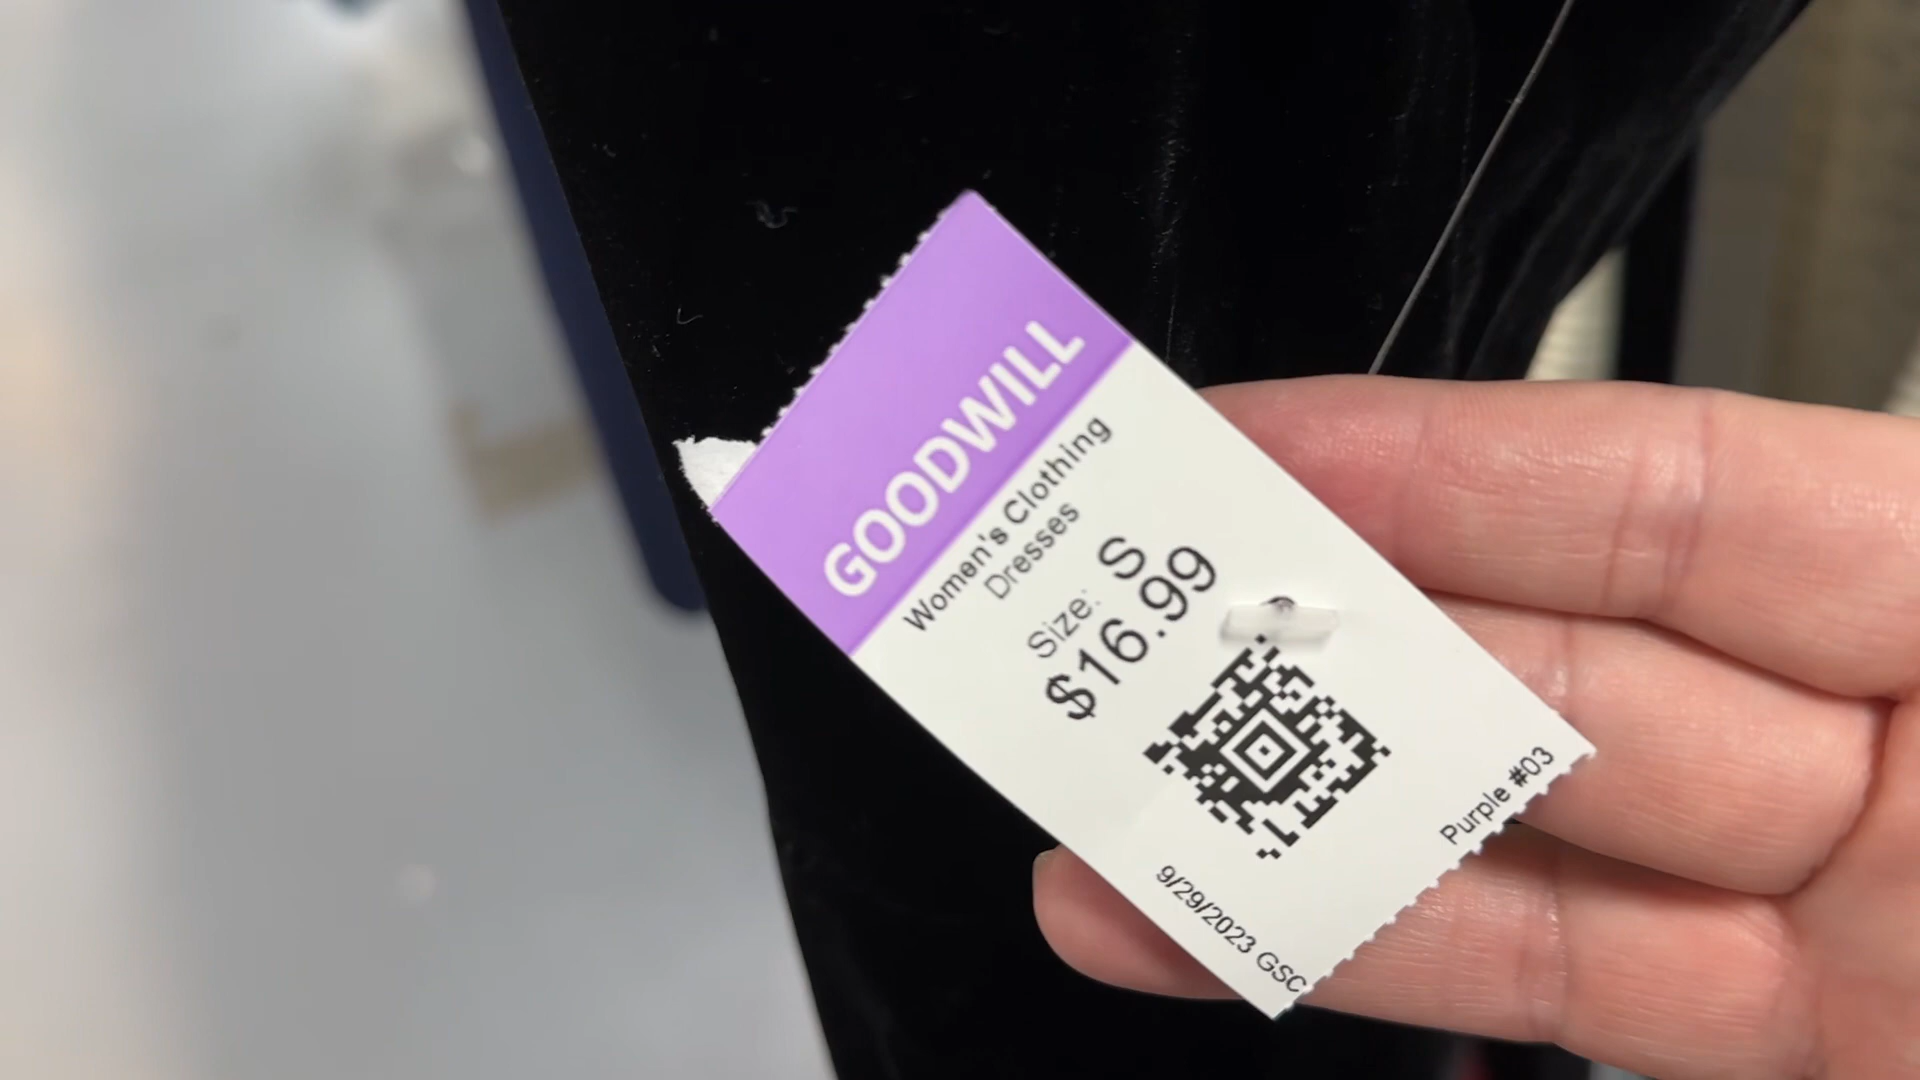 GOODWILL
Women's Clothing
Dresses
Size: S
$16.99
Purple #03
9/29/2023 GSC